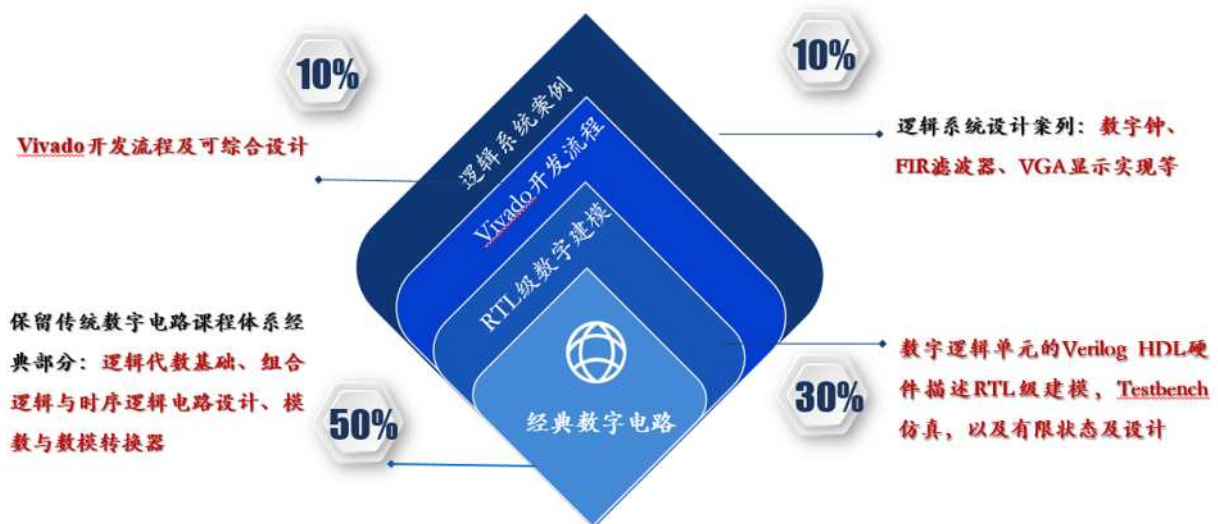 10%
Vivado开发流程及可综合设计
10%
逻辑系统设计案列：数字钟、
FIR滤波器、VGA显示实现等
逻辑系统案例
Vivado开发流程
RTL级数字建模
经典数字电路
保留传统数字电路课程体系经
典部分：逻辑代数基础、组合
逻辑与时序逻辑电路设计、模
数与数模转换器
50%
30%
数字逻辑单元的Verilog HDL硬
件描述RTL级建模，Testbench
仿真，以及有限状态及设计